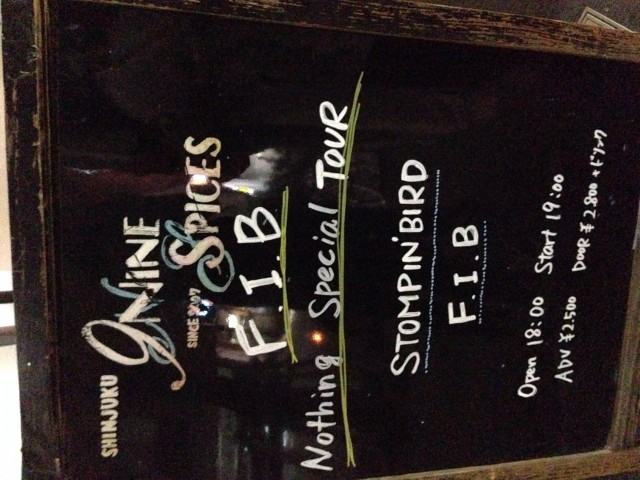 SHINJUKU
9NINE SPICES
SINCE 2007
F.I.B
Nothing Special TOUR
STOMPIN'BIRD
F.I.B
Open 18:00 Start 19:00
ADV ¥2.500 DOOR ¥2.800 +ドリンク